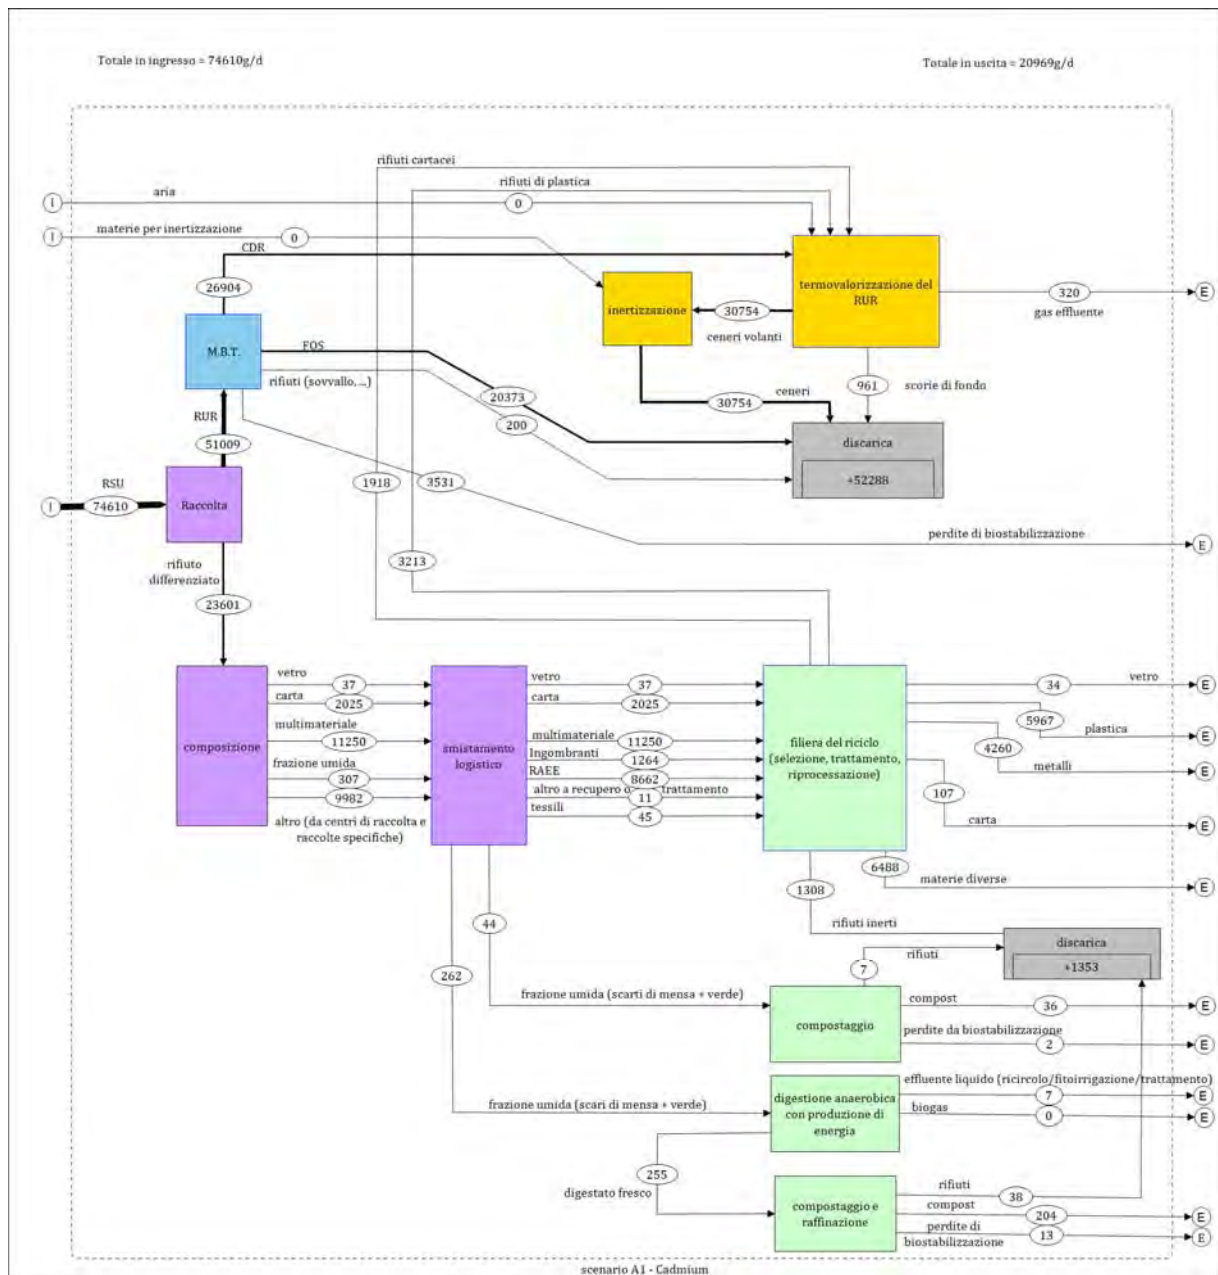 Totale in ingresso = 74610g/d
Totale in uscita = 20969g/d
rifiuti cartacei
rifiuti di plastica
I
aria
0
I
materie per inertizzazione
0
CDR
26904
termovalorizzazione del
RUR
320
E
gas effluente
inertizzazione
30754
ceneri volanti
M.B.T.
FOS
rifiuti (sovvallo, ...)
20373
200
961
scorie di fondo
ceneri
30754
discarica
+52288
RUR
51009
RSU
I
74610
Raccolta
1918
3531
perdite di biostabilizzazione
E
3213
rifiuto
differenziato
23601
composizione
vetro
37
carta
2025
multimateriale
11250
frazione umida
307
9982
altro (da centri di raccolta e
raccolte specifiche)
smistamento
logistico
vetro
37
carta
2025
multimateriale
11250
Ingombranti
1264
RAEE
8662
altro a recupero o trattamento
11
tessili
45
filiera del riciclo
(selezione, trattamento,
riprocessazione)
34
vetro
E
5967
plastica
E
4260
metalli
E
107
carta
E
6488
materie diverse
E
1308
rifiuti inerti
discarica
+1353
44
262
7
rifiuti
frazione umida (scarti di mensa + verde)
compostaggio
compost
36
E
perdite da biostabilizzazione
2
E
frazione umida (scari di mensa + verde)
digestione anaerobica
con produzione di
energia
effluente liquido (ricircolo/fitoirrigazione/trattamento)
7
E
biogas
0
E
255
digestato fresco
compostaggio e
raffinazione
rifiuti
38
compost
204
E
perdite di
biostabilizzazione
13
E
scenario A1 - Cadmium